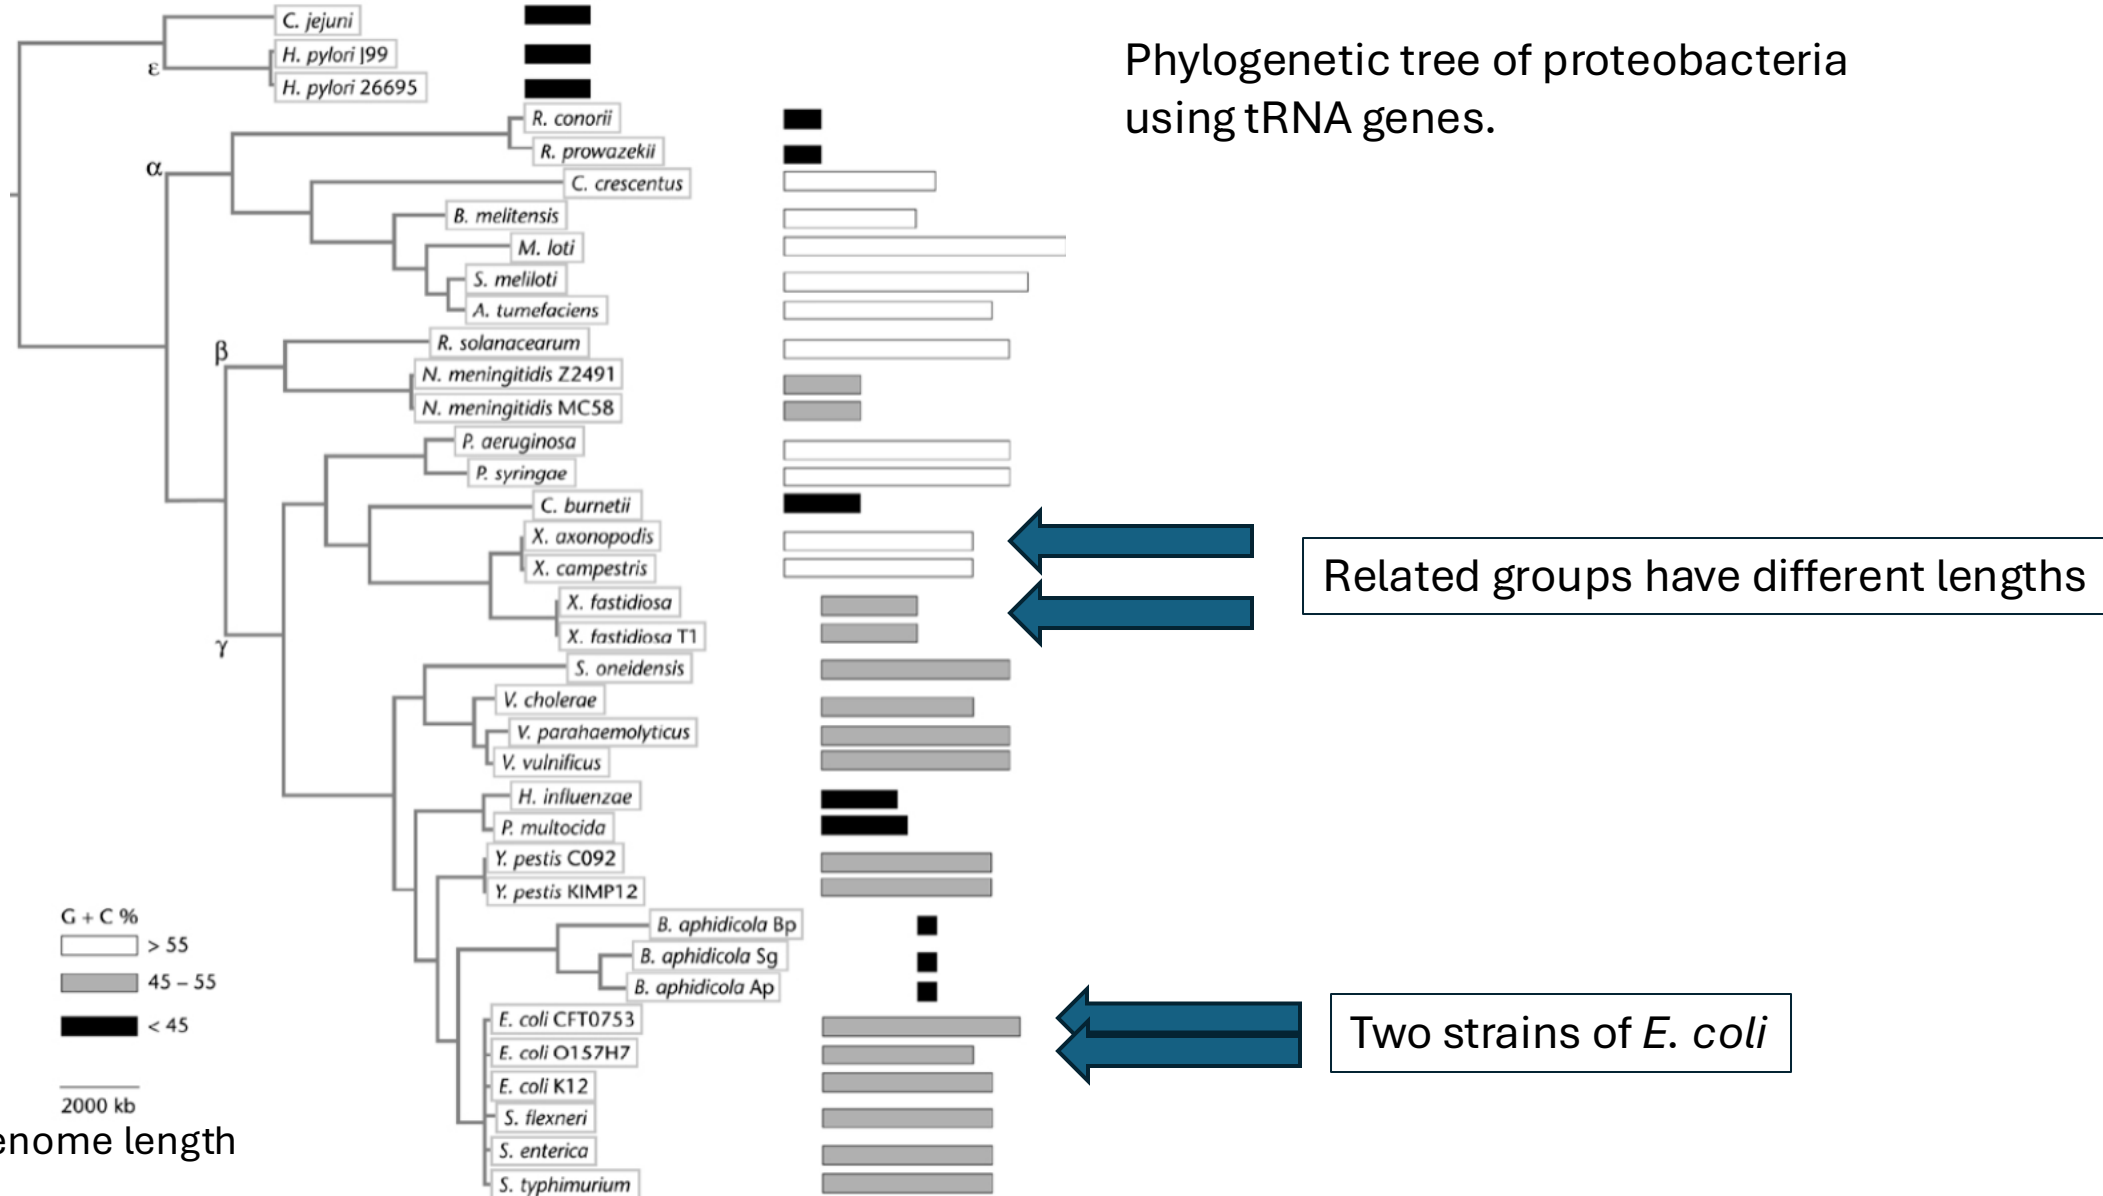 Phylogenetic tree of proteobacteria
using tRNA genes.
C. jejuni
H. pylori J99
ε
H. pylori 26695
R. conorii
R. prowazekii
α
C. crescentus
B. melitensis
M. loti
S. meliloti
A. tumefaciens
β
R. solanacearum
N. meningitidis Z2491
N. meningitidis MC58
P. aeruginosa
P. syringae
C. burnetii
X. axonopodis
X. campestris
Related groups have different lengths
X. fastidiosa
X. fastidiosa T1
γ
S. oneidensis
V. cholerae
V. parahaemolyticus
V. vulnificus
H. influenzae
P. multocida
Y. pestis C092
Y. pestis KIMP12
B. aphidicola Bp
B. aphidicola Sg
B. aphidicola Ap
E. coli CFT0753
E. coli O157H7
Two strains of E. coli
E. coli K12
S. flexneri
S. enterica
S. typhimurium
G + C %
> 55
45 – 55
< 45
2000 kb
enome length